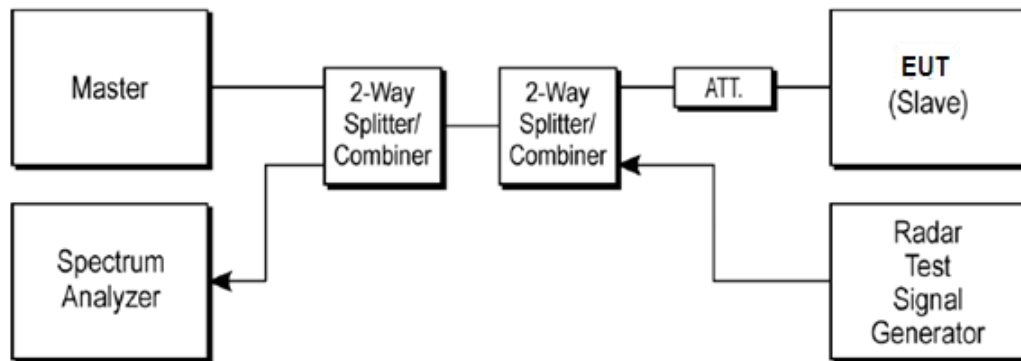 Master
2-Way
Splitter/
Combiner
2-Way
Splitter/
Combiner
ATT.
EUT
(Slave)
Spectrum
Analyzer
Radar
Test
Signal
Generator